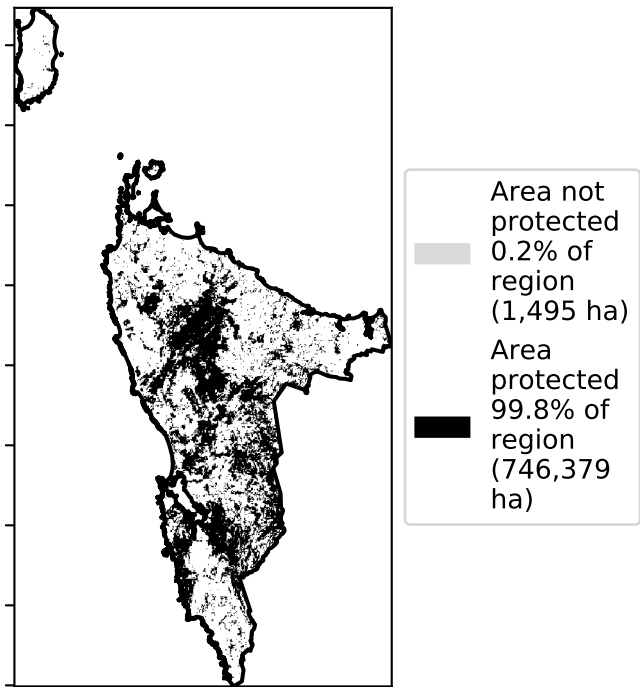 Area not
protected
0.2% of
region
(1,495 ha)
Area
protected
99.8% of
region
(746,379
ha)